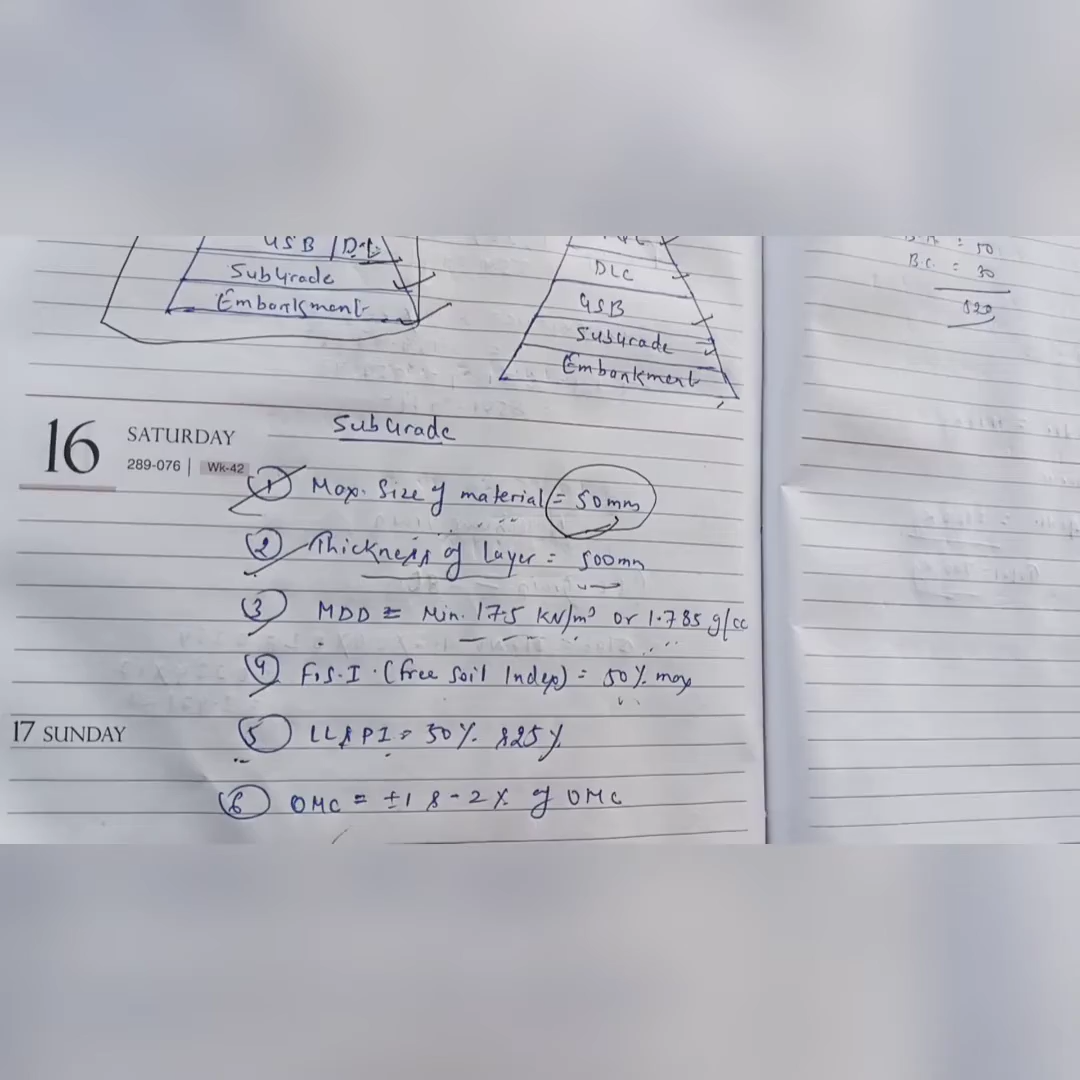 GSB
Subgrade
Embankment
DLC
GSB
Subgrade
Embankment
= 50
B.C. = 30
520
16 SATURDAY
289-076 | Wk-42
SubGrade
① Max. Size of material = 50mm
② Thickness of Layer = 500mm
③ MDD = Min. 17.5 KN/m³ or 1.785 g/cc
④ F.S.I. (free Soil Index) = 50% max
17 SUNDAY
⑤ LL & PI = 50% & 25%
⑥ OMC = ±1 & -2% of OMC